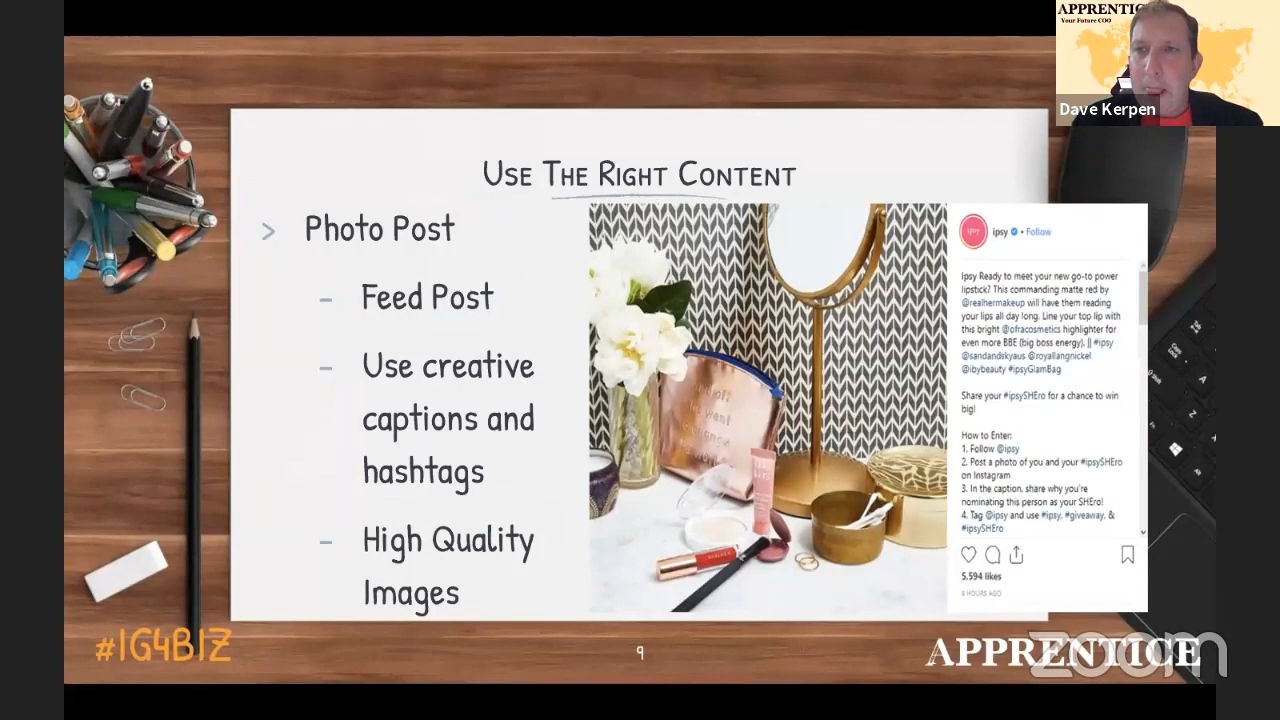 APPRENTIC
Your Future COO
Dave Kerpen
Use The Right Content
> Photo Post
- Feed Post
- Use creative
captions and
hashtags
- High Quality
Images
ipsy
ipsy • Follow
ipsy Ready to meet your new go-to power
lipstick? This commanding matte red by
@realhermakeup will have them reading
your lips all day long. Line your top lip with
this bright @ofracosmetics highlighter for
even more BBE (big boss energy). || #ipsy
@sandandskyaus @royallangnickel
@ibybeauty #ipsyGlamBag
Share your #ipsySHEro for a chance to win
big!
How to Enter:
1. Follow @ipsy
2. Post a photo of you and your #ipsySHEro
on Instagram
3. In the caption, share why you're
nominating this person as your SHEro!
4. Tag @ipsy and use #ipsy, #giveaway, &
#ipsySHEro
5,594 likes
8 HOURS AGO
#IG4BIZ
9
APPRENTICE
zoom